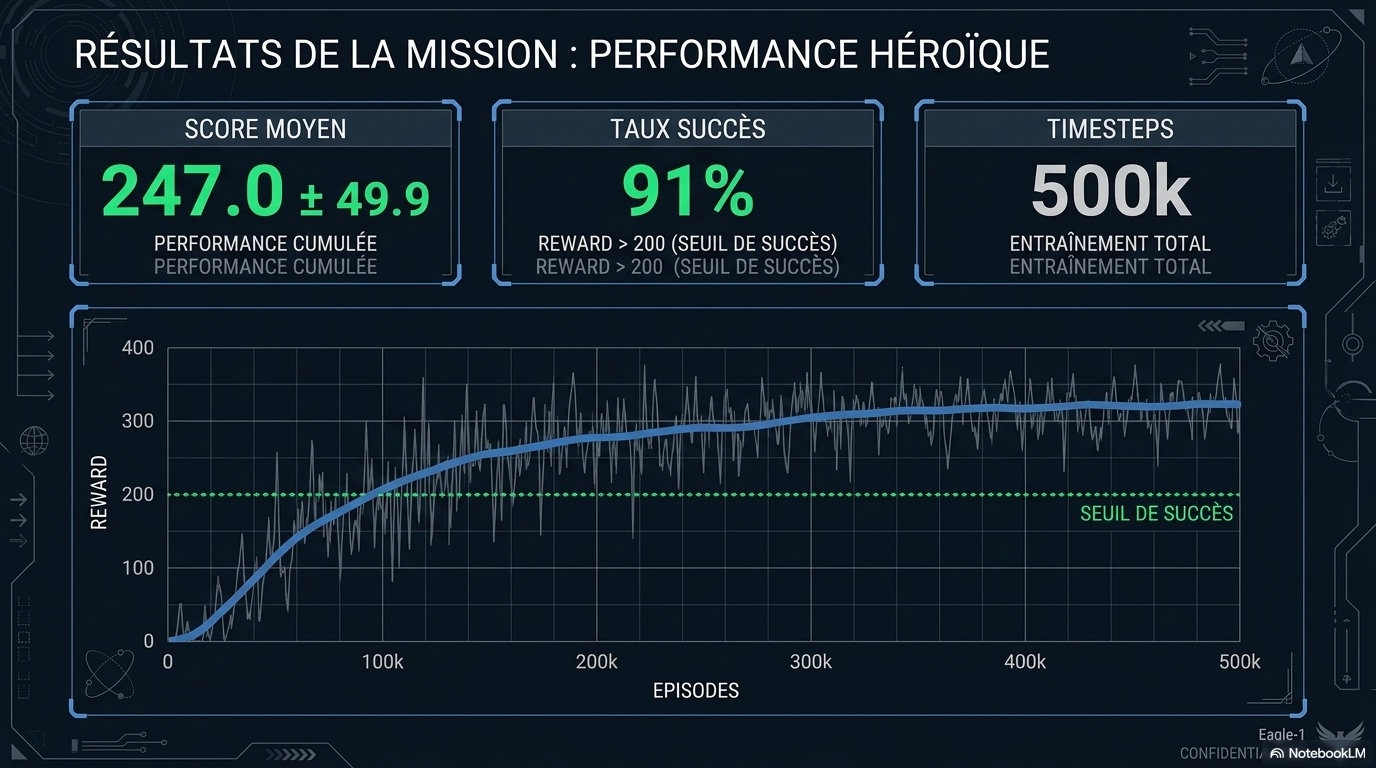 RÉSULTATS DE LA MISSION : PERFORMANCE HÉROÏQUE
SCORE MOYEN
247.0 ± 49.9
PERFORMANCE CUMULÉE
PERFORMANCE CUMULÉE
TAUX SUCCÈS
91%
REWARD > 200 (SEUIL DE SUCCÈS)
REWARD > 200 (SEUIL DE SUCCÈS)
TIMESTEPS
500k
ENTRAÎNEMENT TOTAL
ENTRAÎNEMENT TOTAL
REWARD
400
300
200
100
0
SEUIL DE SUCCÈS
0 100k 200k 300k 400k 500k
EPISODES
Eagle-1
CONFIDENTIA
NotebookLM